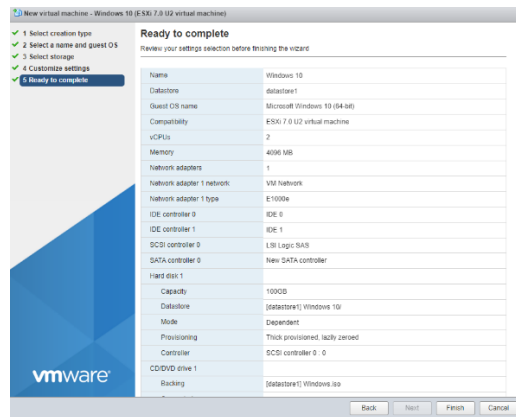 New virtual machine - Windows 10 (ESXi 7.0 U2 virtual machine)
1 Select creation type
2 Select a name and guest OS
3 Select storage
4 Customize settings
5 Ready to complete
Ready to complete
Review your settings selection before finishing the wizard
Name Windows 10
Datastore datastore1
Guest OS name Microsoft Windows 10 (64-bit)
Compatibility ESXi 7.0 U2 virtual machine
vCPUs 2
Memory 4096 MB
Network adapters 1
Network adapter 1 network VM Network
Network adapter 1 type E1000e
IDE controller 0 IDE 0
IDE controller 1 IDE 1
SCSI controller 0 LSI Logic SAS
SATA controller 0 New SATA controller
Hard disk 1
Capacity 100GB
Datastore [datastore1] Windows 10/
Mode Dependent
Provisioning Thick provisioned, lazily zeroed
Controller SCSI controller 0 : 0
CD/DVD drive 1
Backing [datastore1] Windows.iso
vmware
Back Next Finish Cancel